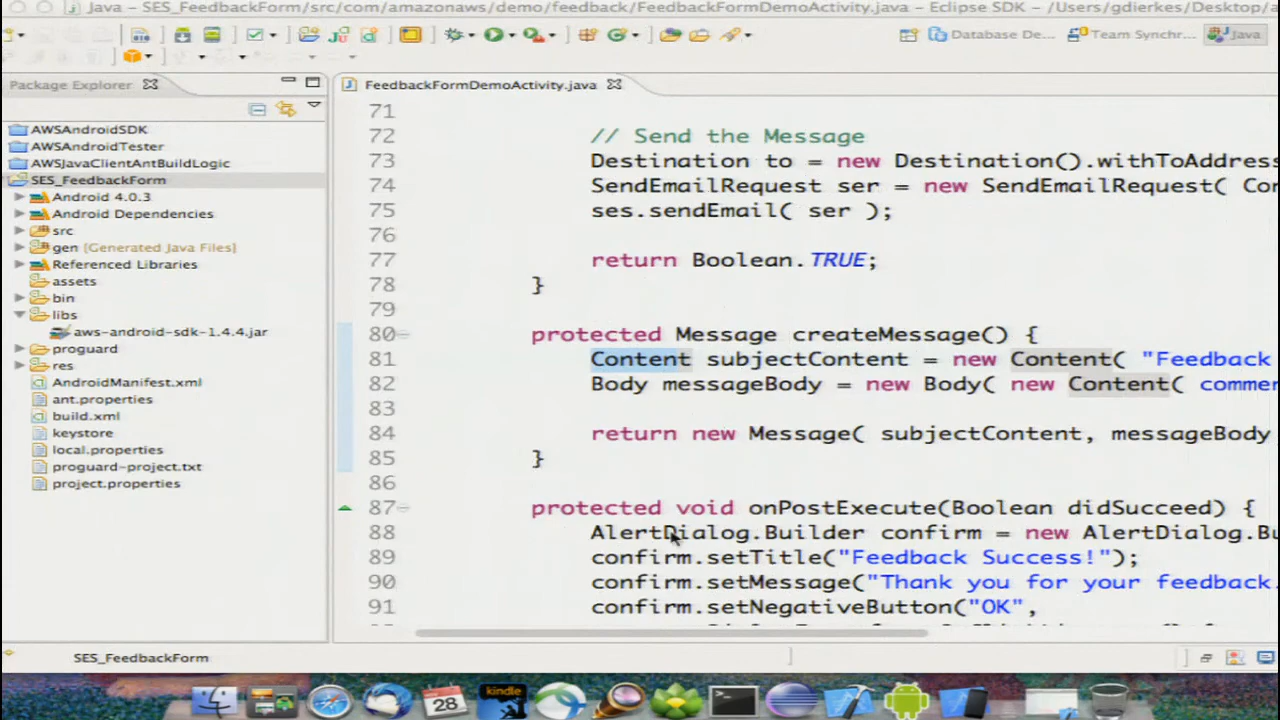 Java – SES_FeedbackForm/src/com/amazonaws/demo/feedback/FeedbackFormDemoActivity.java – Eclipse SDK – /Users/gdierkes/Desktop/a
Database De... Team Synchr... Java
Package Explorer
FeedbackFormDemoActivity.java
AWSAndroidSDK
AWSAndroidTester
AWSJavaClientAntBuildLogic
SES_FeedbackForm
Android 4.0.3
Android Dependencies
src
gen [Generated Java Files]
Referenced Libraries
assets
bin
libs
aws-android-sdk-1.4.4.jar
proguard
res
AndroidManifest.xml
ant.properties
build.xml
keystore
local.properties
proguard-project.txt
project.properties
71
72 // Send the Message
73 Destination to = new Destination().withToAddress
74 SendEmailRequest ser = new SendEmailRequest( Con
75 ses.sendEmail( ser );
76
77 return Boolean.TRUE;
78 }
79
80 protected Message createMessage() {
81 Content subjectContent = new Content( "Feedback
82 Body messageBody = new Body( new Content( commen
83
84 return new Message( subjectContent, messageBody
85 }
86
87 protected void onPostExecute(Boolean didSucceed) {
88 AlertDialog.Builder confirm = new AlertDialog.Bu
89 confirm.setTitle("Feedback Success!");
90 confirm.setMessage("Thank you for your feedback.
91 confirm.setNegativeButton("OK",
SES_FeedbackForm
28
kindle